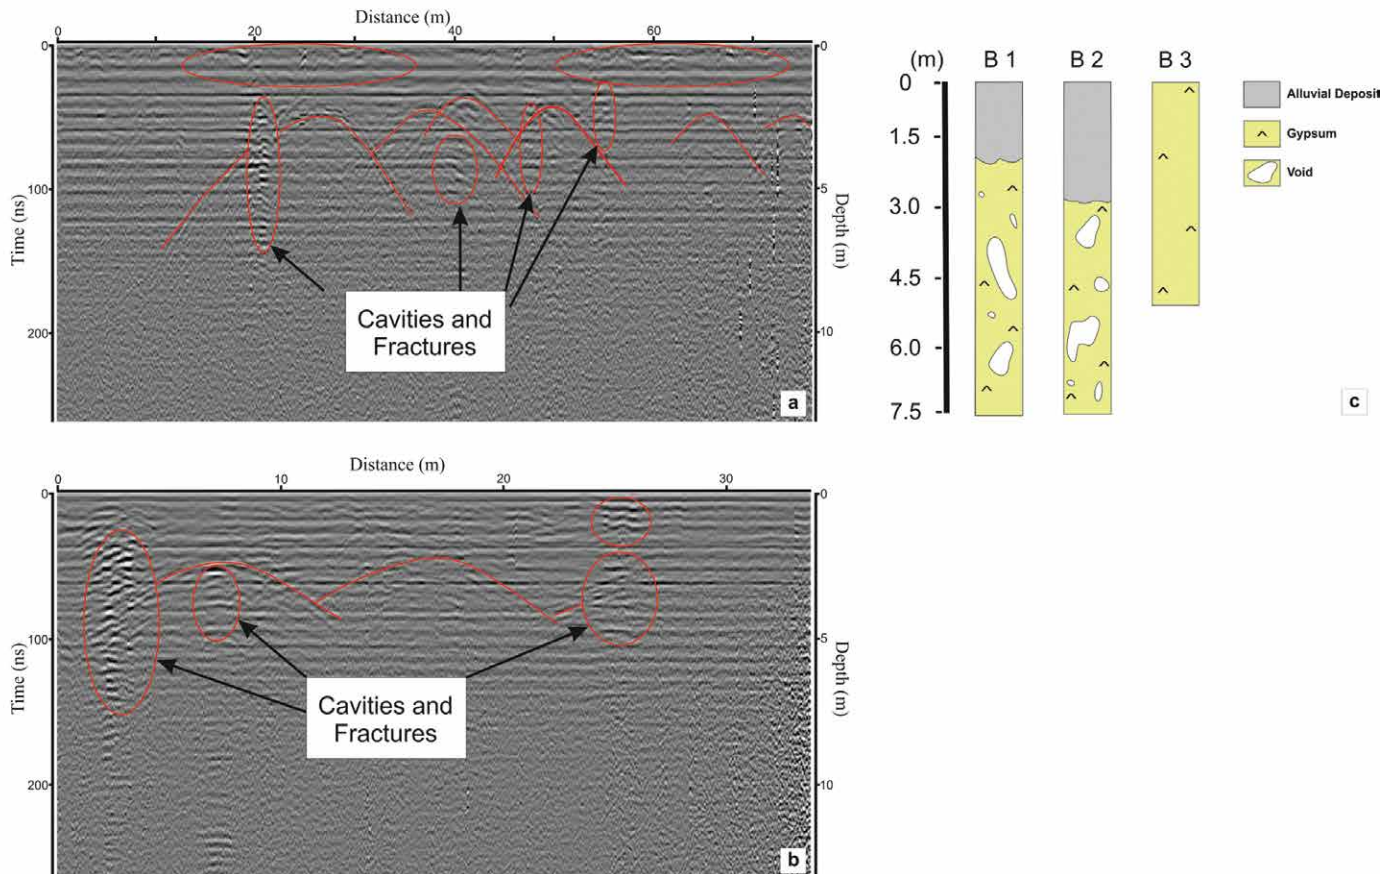 Distance (m)
0 20 40 60
0 0
Time (ns)
100
200
Depth (m)
5
10
Cavities and
Fractures
a
(m) B 1 B 2 B 3
0
1.5
3.0
4.5
6.0
7.5
Alluvial Deposit
Gypsum
Void
c
Distance (m)
0 10 20 30
0 0
Time (ns)
100
200
Depth (m)
5
10
Cavities and
Fractures
b